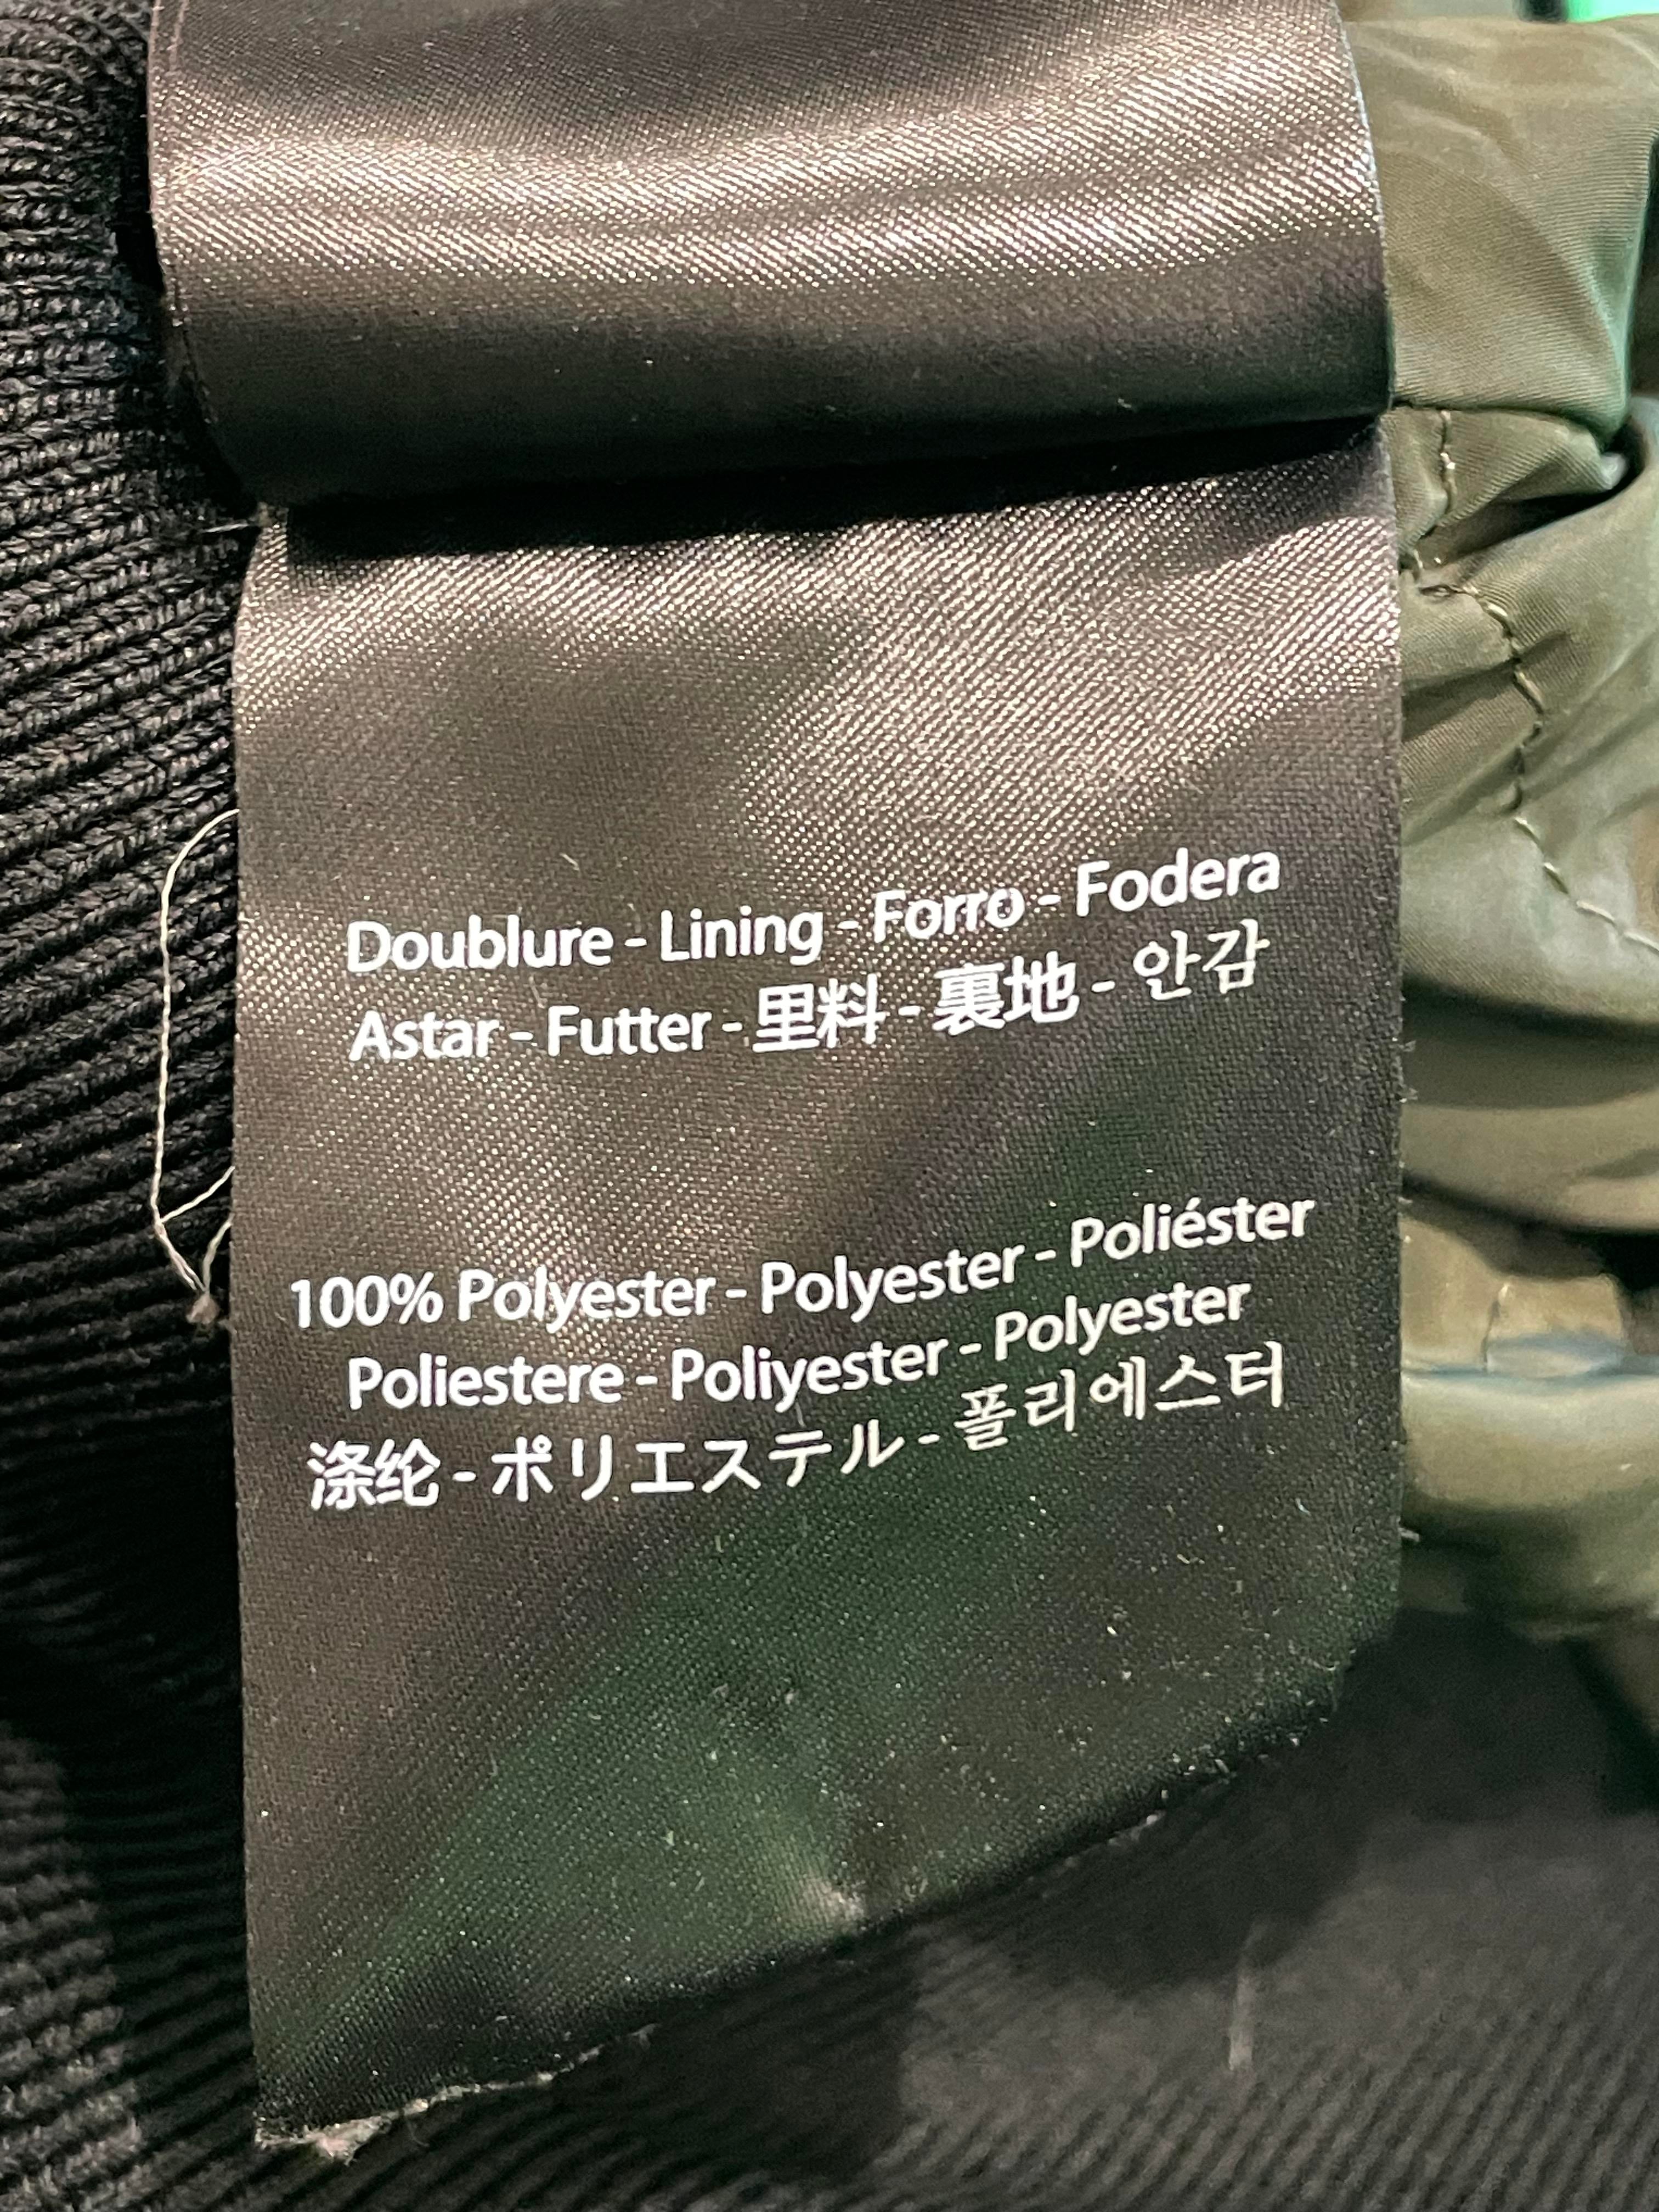 Doublure - Lining - Forro - Fodera
Astar - Futter - 里料 - 裏地 - 안감
100% Polyester - Polyester - Poliéster
Poliestere - Poliyester - Polyester
涤纶 - ポリエステル - 폴리에스터